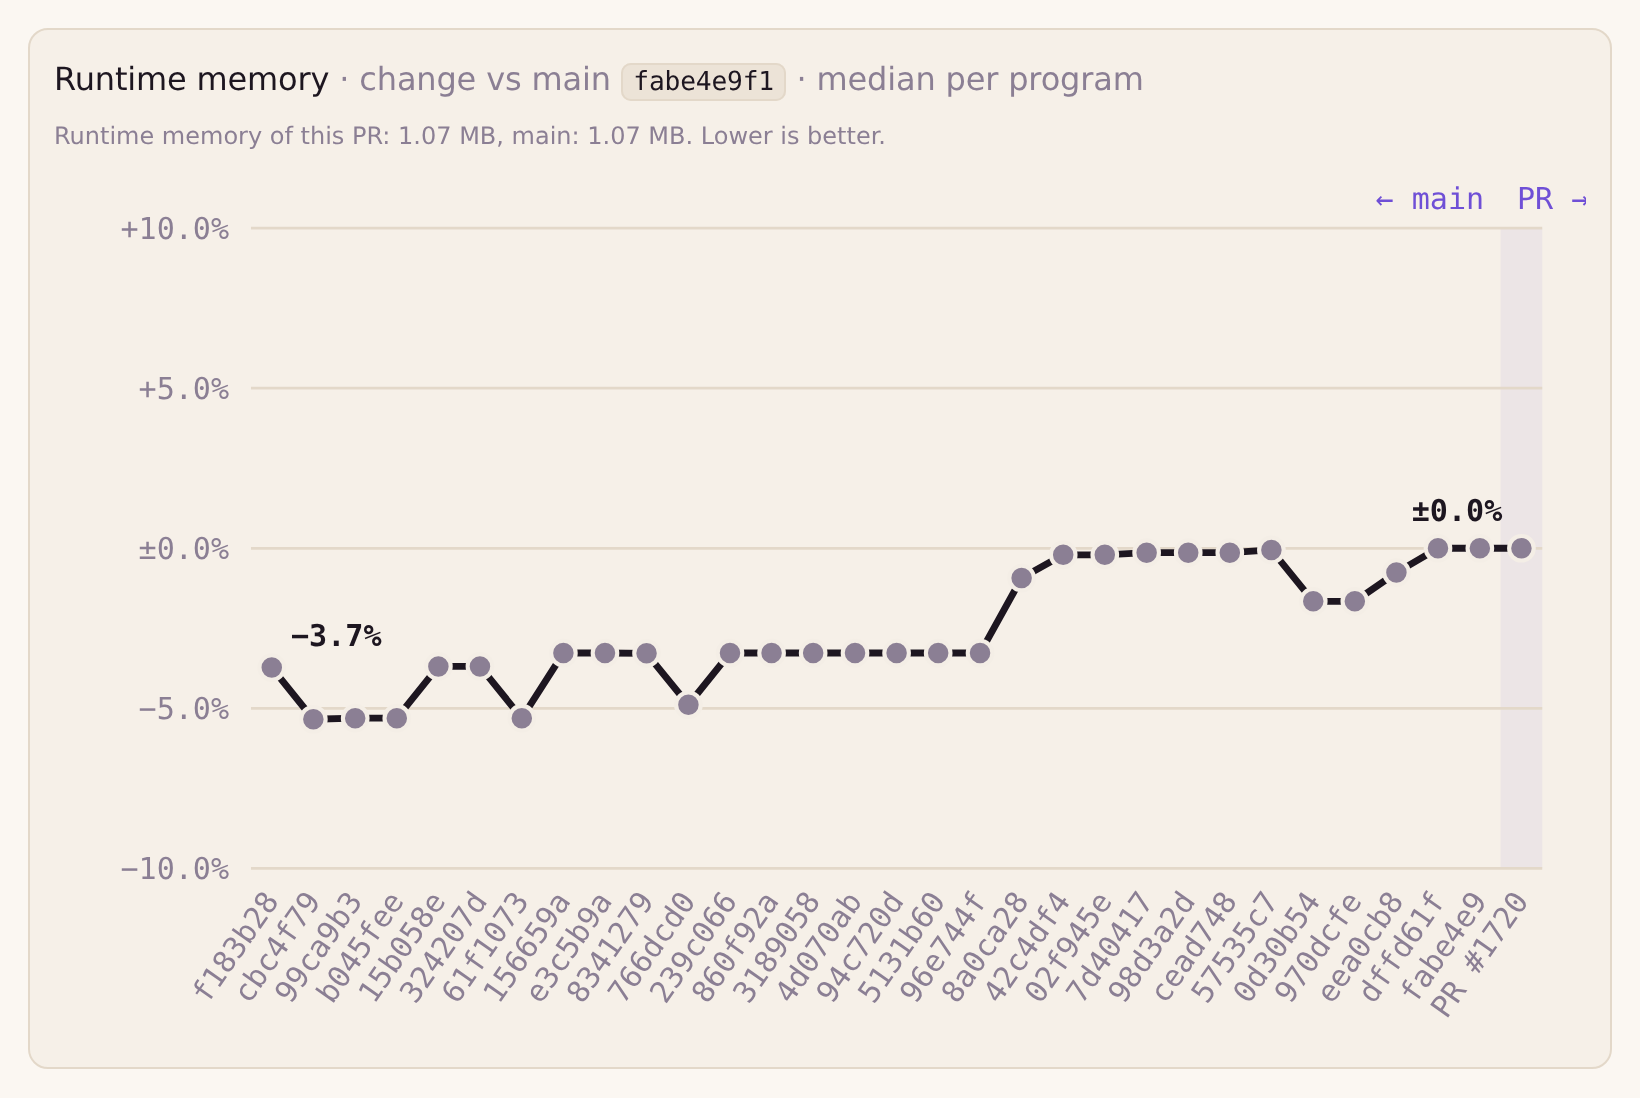 Runtime memory · change vs main fabe4e9f1 · median per program
Runtime memory of this PR: 1.07 MB, main: 1.07 MB. Lower is better.
← main PR →
+10.0%
+5.0%
±0.0%
−5.0%
−10.0%
−3.7%
±0.0%
f183b28
cbc4f79
99ca9b3
b045fee
15b058e
324207d
61f1073
156659a
e3c5b9a
8341279
766dcd0
239c066
860f92a
3189058
4d070ab
94c720d
5131b60
96e744f
8a0ca28
42c4df4
02f945e
7d40417
98d3a2d
cead748
57535c7
0d30b54
970dcfe
eea0cb8
dffd61f
fabe4e9
PR #1720